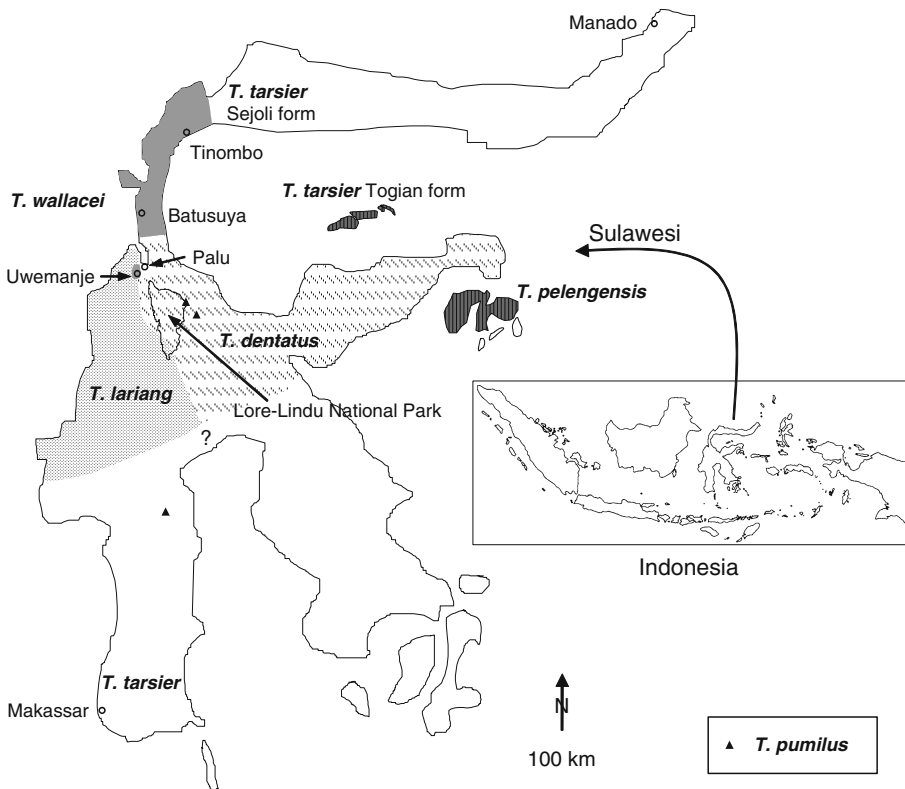 Manado
T. tarsier
Sejoli form
Tinombo
T. tarsier Togian form
T. wallacei
Batusuya
Sulawesi
Palu
Uwemanje
T. pelengensis
T. dentatus
T. lariang
Lore-Lindu National Park
?
Indonesia
T. tarsier
Makassar
N
100 km
T. pumilus